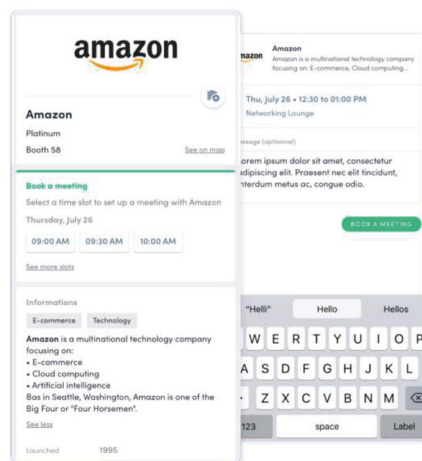 amazon
Amazon
Platinum
Booth 58
See on map
Book a meeting
Select a time slot to set up a meeting with Amazon
Thursday, July 26
09:00 AM 09:30 AM 10:00 AM
See more slots
Informations
E-commerce Technology
Amazon is a multinational technology company
focusing on:
• E-commerce
• Cloud computing
• Artificial intelligence
Bas in Seattle, Washington, Amazon is one of the
Big Four or "Four Horsemen".
See less
Launched 1995
mazon
Amazon
Amazon is a multinational technology company
focusing on: E-commerce, Cloud computing...
Thu, July 26 • 12:30 to 01:00 PM
Networking Lounge
essage (optionnal)
orem ipsum dolor sit amet, consectetur
adipiscing elit. Praesent nec elit tincidunt,
nterdum metus ac, congue odio.
BOOK A MEETING
"Helli" Hello Hellos
W E R T Y U I O P
A S D F G H J K L
Z X C V B N M
123 space Label